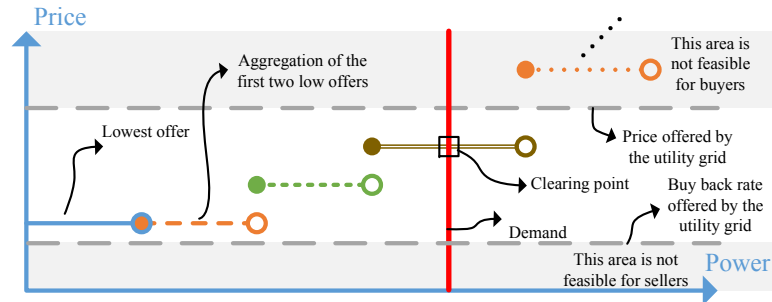 Price
Aggregation of the
first two low offers
This area is
not feasible
for buyers
Lowest offer
Price offered by
the utility grid
Clearing point
Buy back rate
offered by the
utility grid
Demand
This area is not
feasible for sellers
Power